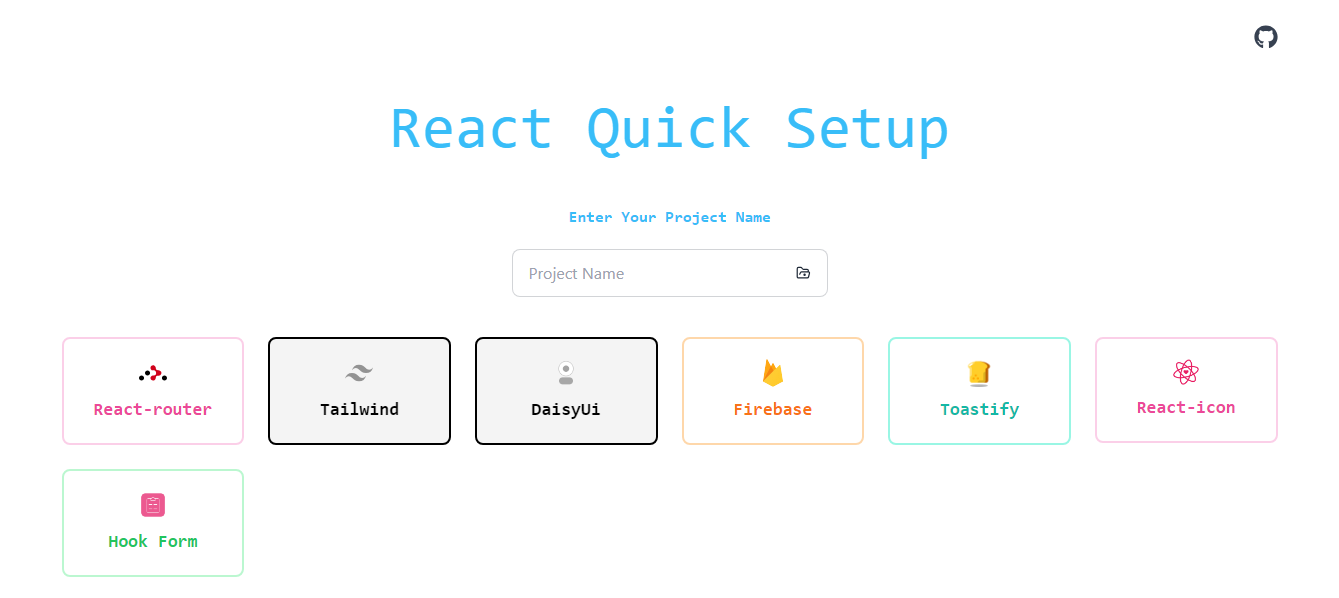 React Quick Setup
Enter Your Project Name
Project Name
React-router
Tailwind
DaisyUi
Firebase
Toastify
React-icon
Hook Form